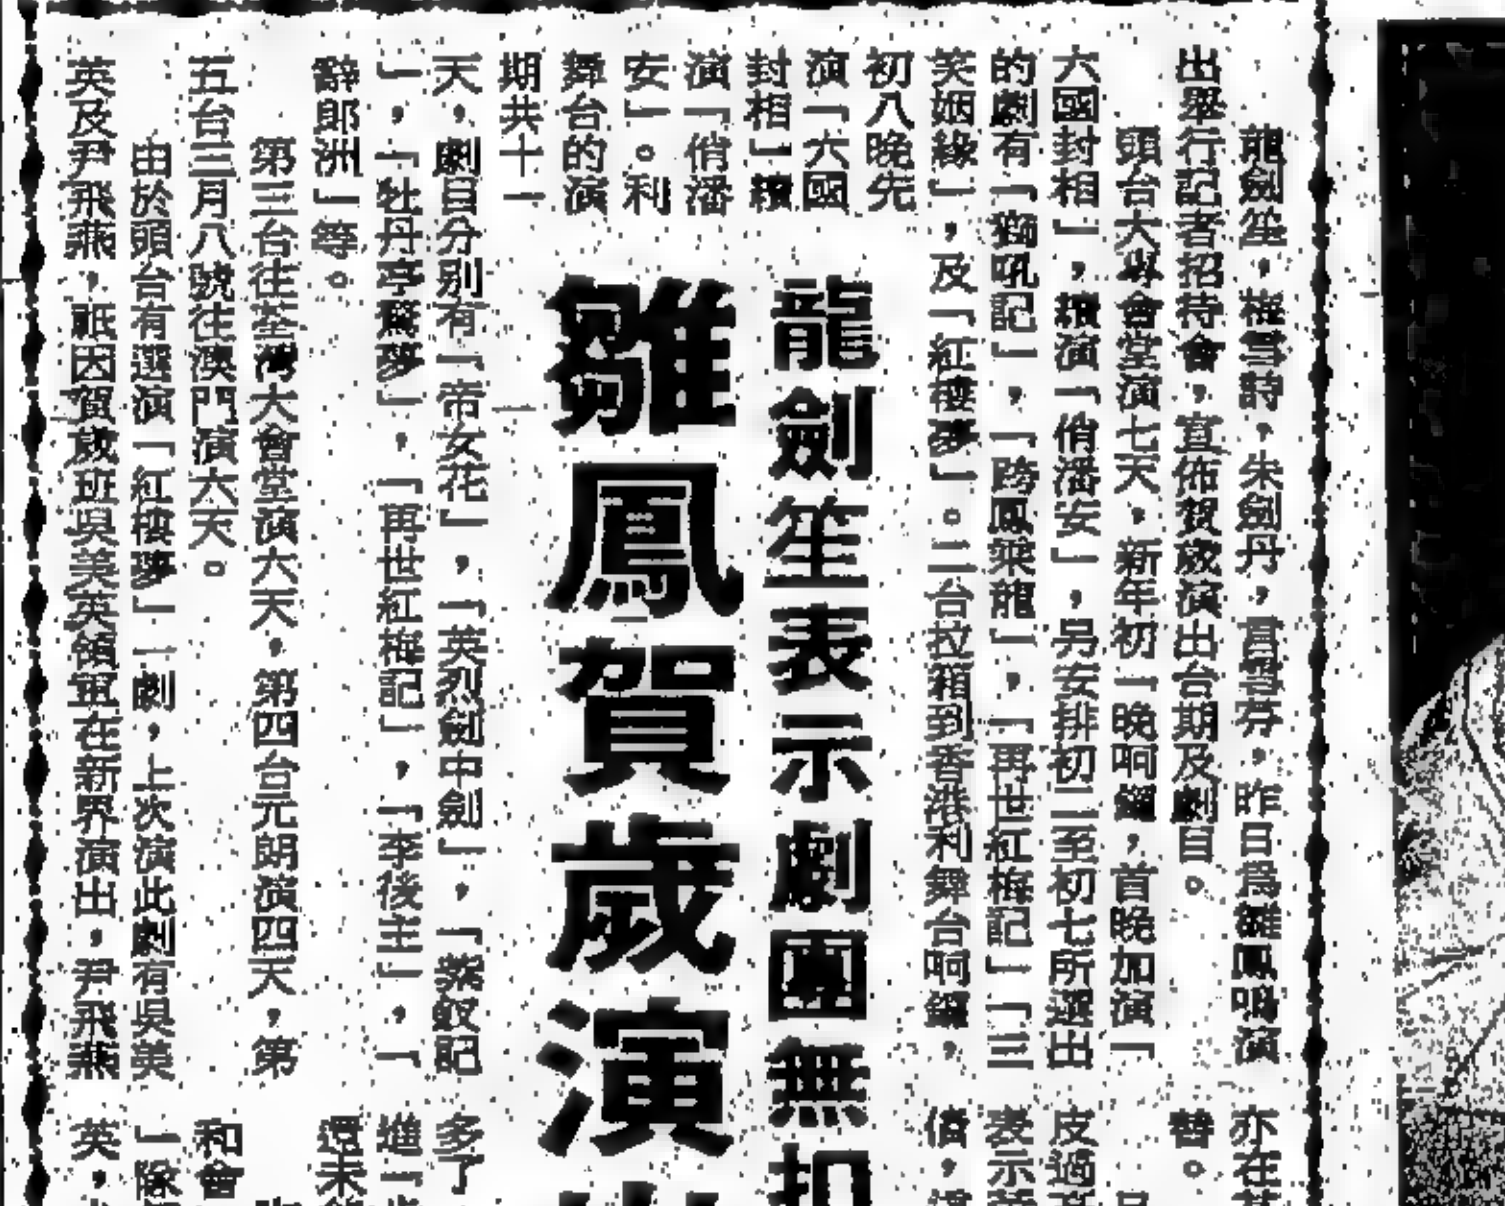 龍劍笙表示劇團無扣
雛鳳賀歲演
龍劍笙，梅雪詩，朱劍丹，言雪芬，昨日爲雛鳳鳴演
出舉行記者招待會，宣佈賀歲演出台期及劇目。
頭台大專會堂演七天，新年初一晚响鑼，首晚加演「
六國封相」，續演「俏潘安」，另安排初二至初七所選出
的劇有「獅吼記」，「跨鳳乘龍」，「再世紅梅記」「三
笑姻緣」，及「紅樓夢」。二台拉箱到香港利舞台响鑼，
初八晚先
演「六國
封相」續
演「俏潘
安」。利
舞台的演
期共十一
天，劇目分別有「帝女花」，「英烈劍中劍」，「紫釵記
」，「牡丹亭驚夢」，「再世紅梅記」，「李後主」，「
辭郎洲」等。
第三台往荃灣大會堂演六天，第四台元朗演四天，第
五台三月八號往澳門演六天。
由於頭台有選演「紅樓夢」一劇，上次演此劇有吳美
英及尹飛燕，祇因賀歲班吳美英領軍在新界演出，尹飛燕
亦在
替。
皮過
表示
多了
進一
還未
和會
一隊
英，